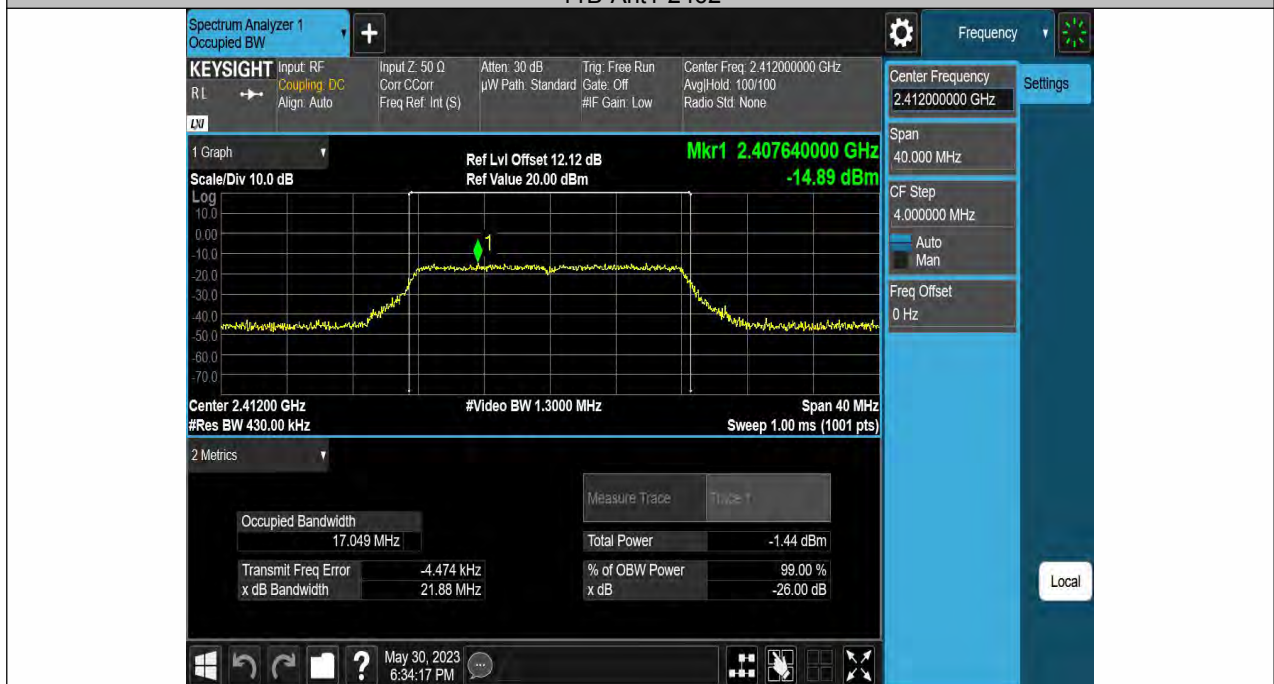 Spectrum Analyzer 1
Occupied BW
+
Frequency
KEYSIGHT
RL
LXI
Input: RF
Coupling: DC
Align: Auto
Input Z: 50 Ω
Corr CCorr
Freq Ref: Int (S)
Atten: 30 dB
µW Path: Standard
Trig: Free Run
Gate: Off
#IF Gain: Low
Center Freq: 2.412000000 GHz
Avg|Hold: 100/100
Radio Std: None
Center Frequency
2.412000000 GHz
Settings
Span
40.000 MHz
CF Step
4.000000 MHz
Auto
Man
Freq Offset
0 Hz
Local
1 Graph
Scale/Div 10.0 dB
Ref Lvl Offset 12.12 dB
Ref Value 20.00 dBm
Mkr1 2.407640000 GHz
-14.89 dBm
Log
10.0
0.00
-10.0
-20.0
-30.0
-40.0
-50.0
-60.0
-70.0
1
Center 2.41200 GHz
#Res BW 430.00 kHz
#Video BW 1.3000 MHz
Span 40 MHz
Sweep 1.00 ms (1001 pts)
2 Metrics
Measure Trace
Trace 1
Occupied Bandwidth
17.049 MHz
Total Power
-1.44 dBm
Transmit Freq Error
-4.474 kHz
% of OBW Power
99.00 %
x dB Bandwidth
21.88 MHz
x dB
-26.00 dB
?
May 30, 2023
6:34:17 PM